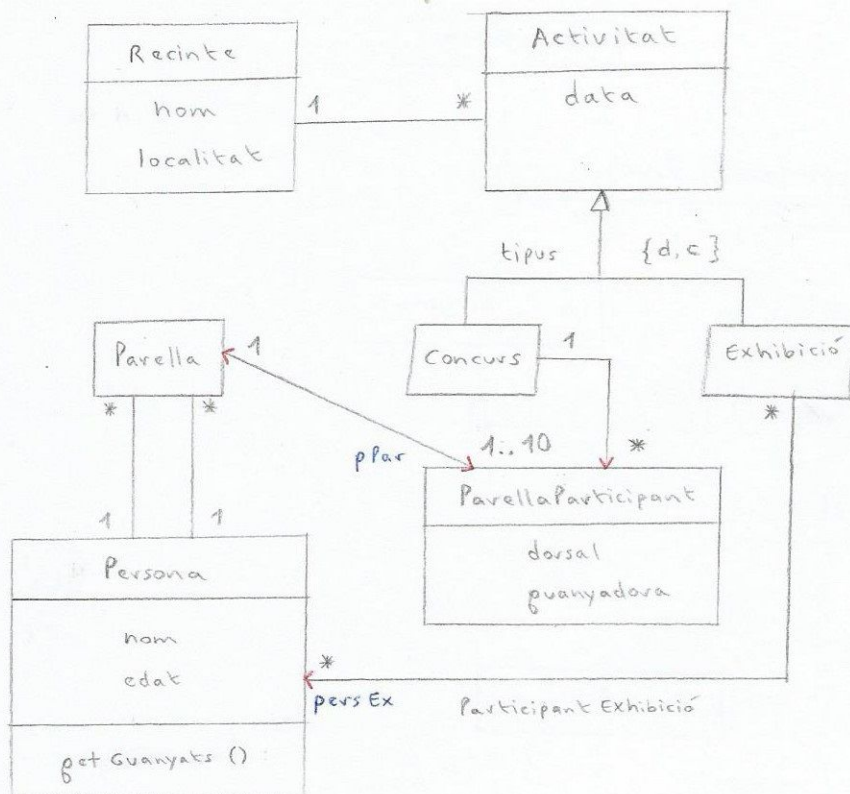 Recinte
nom
localitat
1
*
Activitat
data
tipus
{d,c}
Parella
1
Concurs
1
Exhibició
*
*
*
pPar
1..10
*
ParellaParticipant
dorsal
guanyadora
1
1
Persona
nom
edat
*
persEx
Participant Exhibició
getGuanyats ()